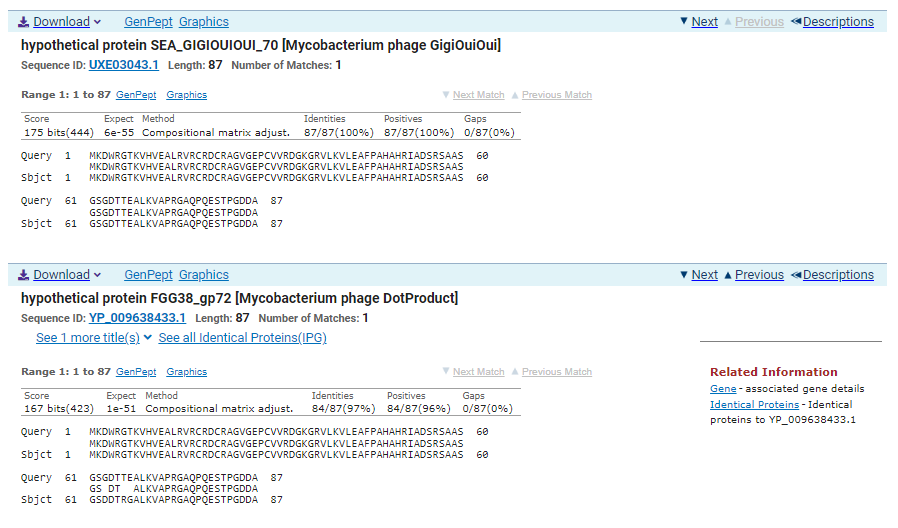 Download GenPept Graphics Next Previous Descriptions
hypothetical protein SEA_GIGIOUIOUI_70 [Mycobacterium phage GigiOuiOui]
Sequence ID: UXE03043.1 Length: 87 Number of Matches: 1
Range 1: 1 to 87 GenPept Graphics Next Match Previous Match
Score Expect Method Identities Positives Gaps
175 bits(444) 6e-55 Compositional matrix adjust. 87/87(100%) 87/87(100%) 0/87(0%)
Query 1 MKDWRGTKVHVEALRVRCRDCRAGVGEPCVVRDGKGRVLKVLEAFPAHAHRIADSRSAAS 60
MKDWRGTKVHVEALRVRCRDCRAGVGEPCVVRDGKGRVLKVLEAFPAHAHRIADSRSAAS
Sbjct 1 MKDWRGTKVHVEALRVRCRDCRAGVGEPCVVRDGKGRVLKVLEAFPAHAHRIADSRSAAS 60
Query 61 GSGDTTEALKVAPRGAQPQESTPGDDA 87
GSGDTTEALKVAPRGAQPQESTPGDDA
Sbjct 61 GSGDTTEALKVAPRGAQPQESTPGDDA 87
Download GenPept Graphics Next Previous Descriptions
hypothetical protein FGG38_gp72 [Mycobacterium phage DotProduct]
Sequence ID: YP_009638433.1 Length: 87 Number of Matches: 1
See 1 more title(s) See all Identical Proteins(IPG)
Range 1: 1 to 87 GenPept Graphics Next Match Previous Match
Score Expect Method Identities Positives Gaps
167 bits(423) 1e-51 Compositional matrix adjust. 84/87(97%) 84/87(96%) 0/87(0%)
Query 1 MKDWRGTKVHVEALRVRCRDCRAGVGEPCVVRDGKGRVLKVLEAFPAHAHRIADSRSAAS 60
MKDWRGTKVHVEALRVRCRDCRAGVGEPCVVRDGKGRVLKVLEAFPAHAHRIADSRSAAS
Sbjct 1 MKDWRGTKVHVEALRVRCRDCRAGVGEPCVVRDGKGRVLKVLEAFPAHAHRIADSRSAAS 60
Query 61 GSGDTTEALKVAPRGAQPQESTPGDDA 87
GS DT ALKVAPRGAQPQESTPGDDA
Sbjct 61 GSDDTRGALKVAPRGAQPQESTPGDDA 87
Related Information
Gene - associated gene details
Identical Proteins - Identical
proteins to YP_009638433.1